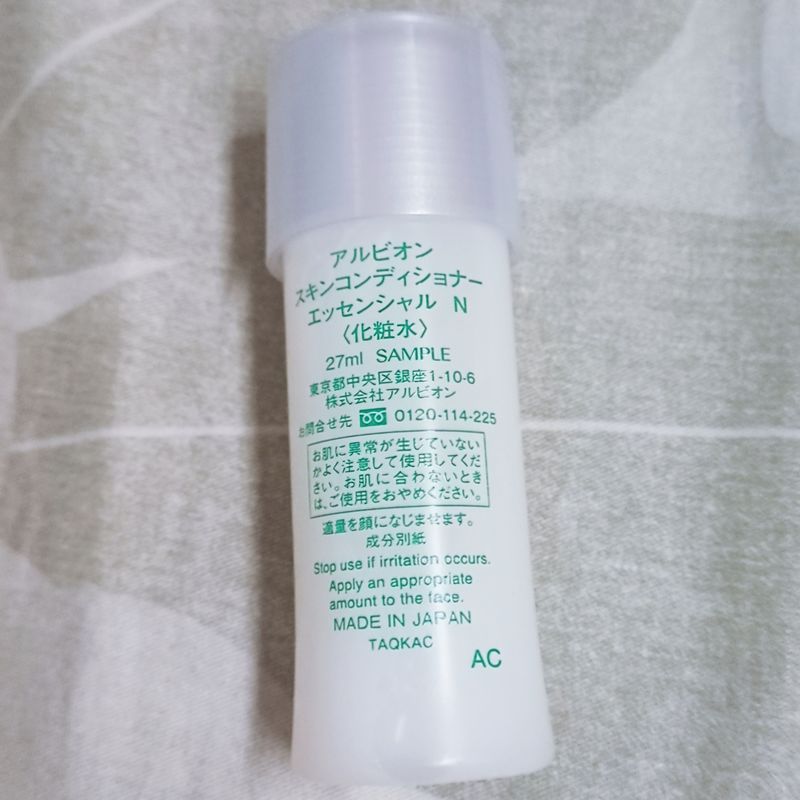 アルビオン
スキンコンディショナー
エッセンシャル N
〈化粧水〉
27ml SAMPLE
東京都中央区銀座1-10-6
株式会社アルビオン
お問合せ先 0120-114-225
お肌に異常が生じていない
かよく注意して使用してくだ
さい。お肌に合わないとき
は、ご使用をおやめください。
適量を顔になじませます。
成分別紙
Stop use if irritation occurs.
Apply an appropriate
amount to the face.
MADE IN JAPAN
TAQKAC
AC